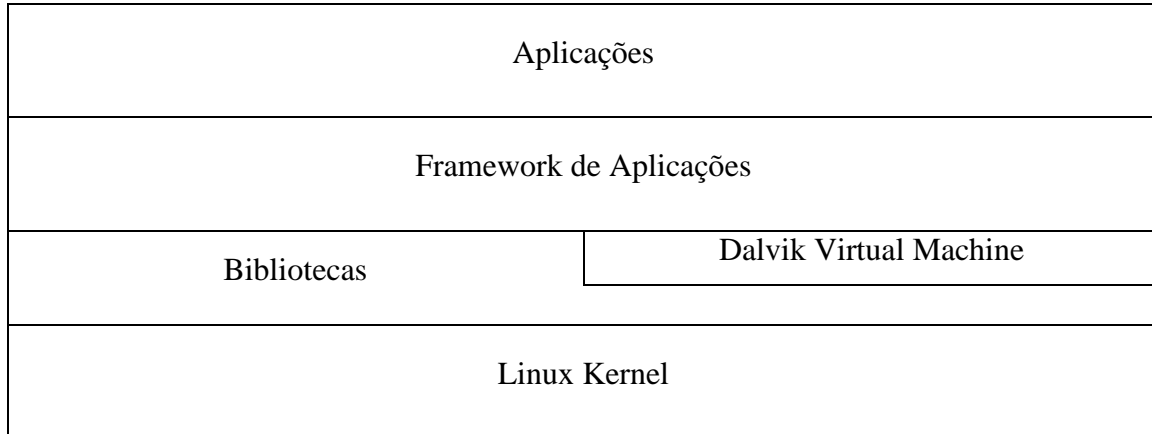 Aplicações
Framework de Aplicações
Bibliotecas
Dalvik Virtual Machine
Linux Kernel